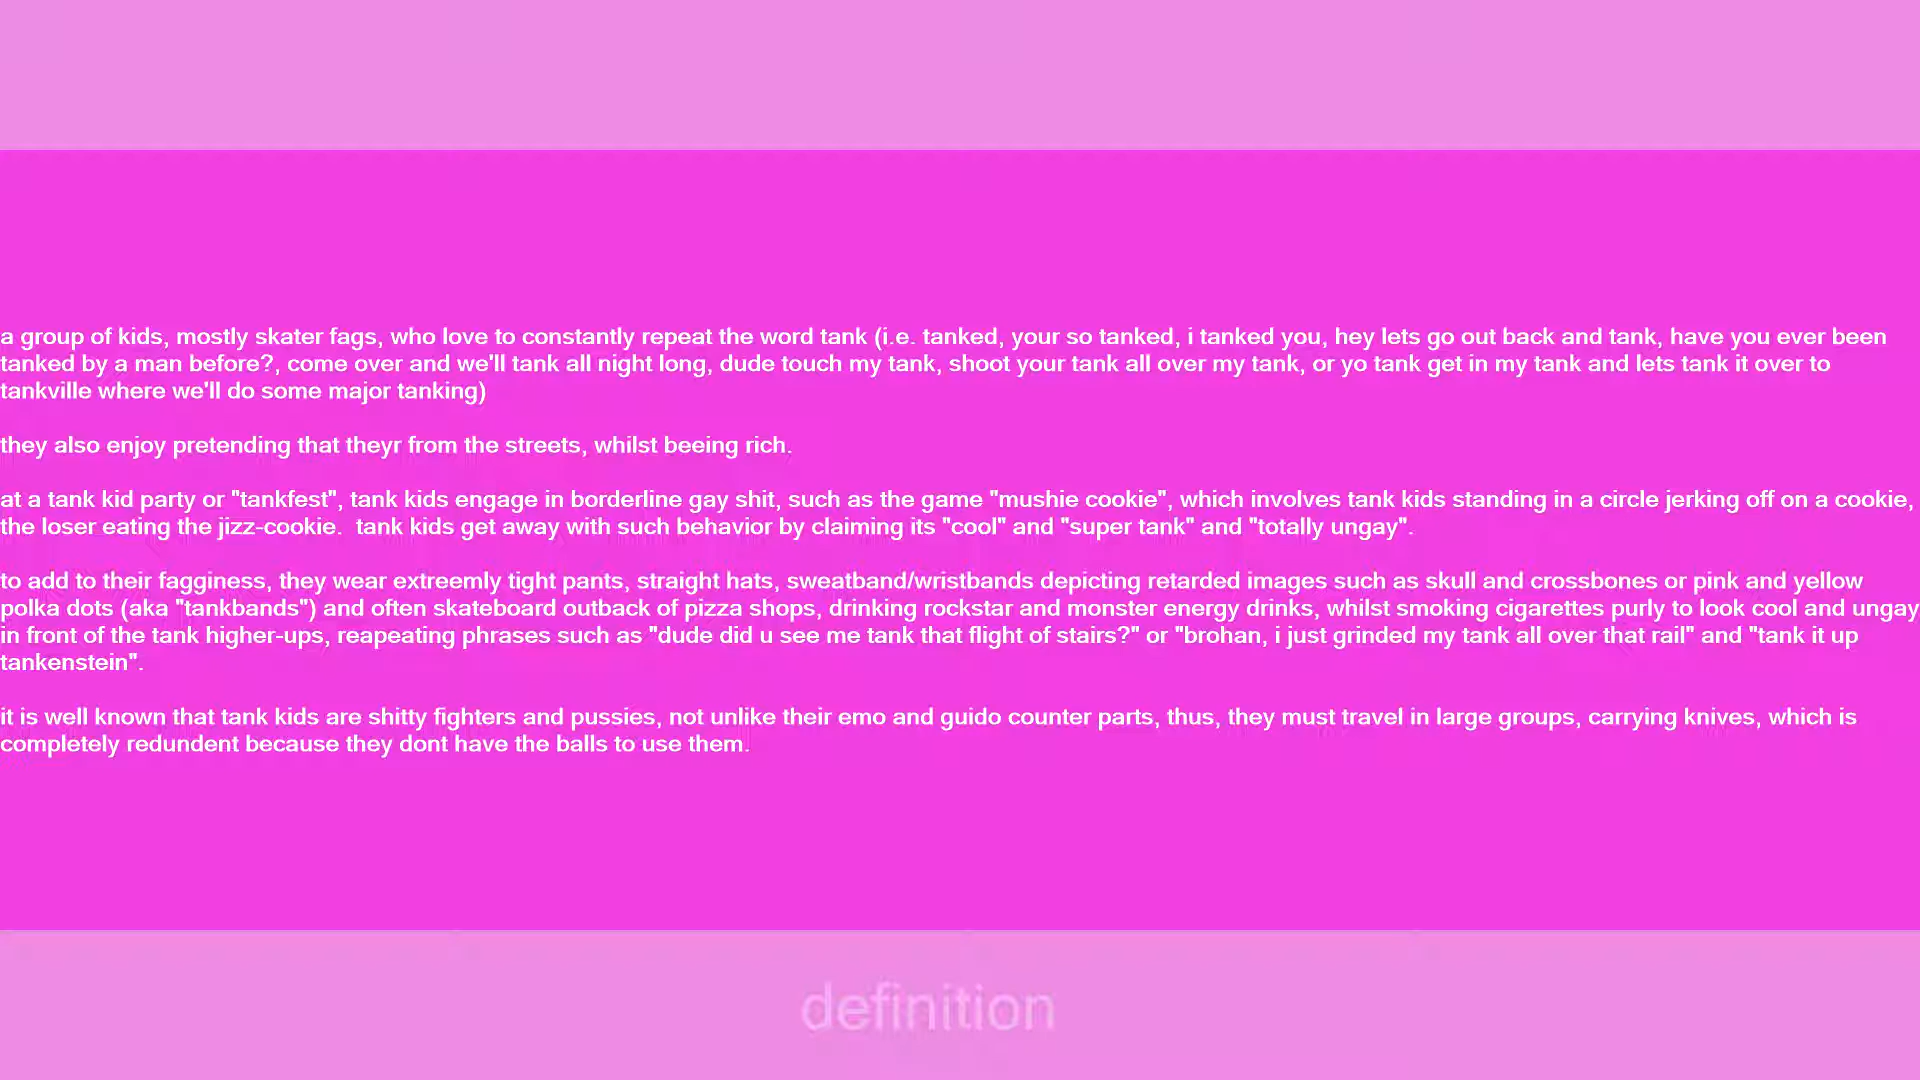 a group of kids, mostly skater fags, who love to constantly repeat the word tank (i.e. tanked, your so tanked, i tanked you, hey lets go out back and tank, have you ever been
tanked by a man before?, come over and we'll tank all night long, dude touch my tank, shoot your tank all over my tank, or yo tank get in my tank and lets tank it over to
tankville where we'll do some major tanking)
they also enjoy pretending that theyr from the streets, whilst beeing rich.
at a tank kid party or "tankfest", tank kids engage in borderline gay shit, such as the game "mushie cookie", which involves tank kids standing in a circle jerking off on a cookie,
the loser eating the jizz-cookie.  tank kids get away with such behavior by claiming its "cool" and "super tank" and "totally ungay".
to add to their fagginess, they wear extreemly tight pants, straight hats, sweatband/wristbands depicting retarded images such as skull and crossbones or pink and yellow
polka dots (aka "tankbands") and often skateboard outback of pizza shops, drinking rockstar and monster energy drinks, whilst smoking cigarettes purly to look cool and ungay
in front of the tank higher-ups, reapeating phrases such as "dude did u see me tank that flight of stairs?" or "brohan, i just grinded my tank all over that rail" and "tank it up
tankenstein".
it is well known that tank kids are shitty fighters and pussies, not unlike their emo and guido counter parts, thus, they must travel in large groups, carrying knives, which is
completely redundent because they dont have the balls to use them.
definition